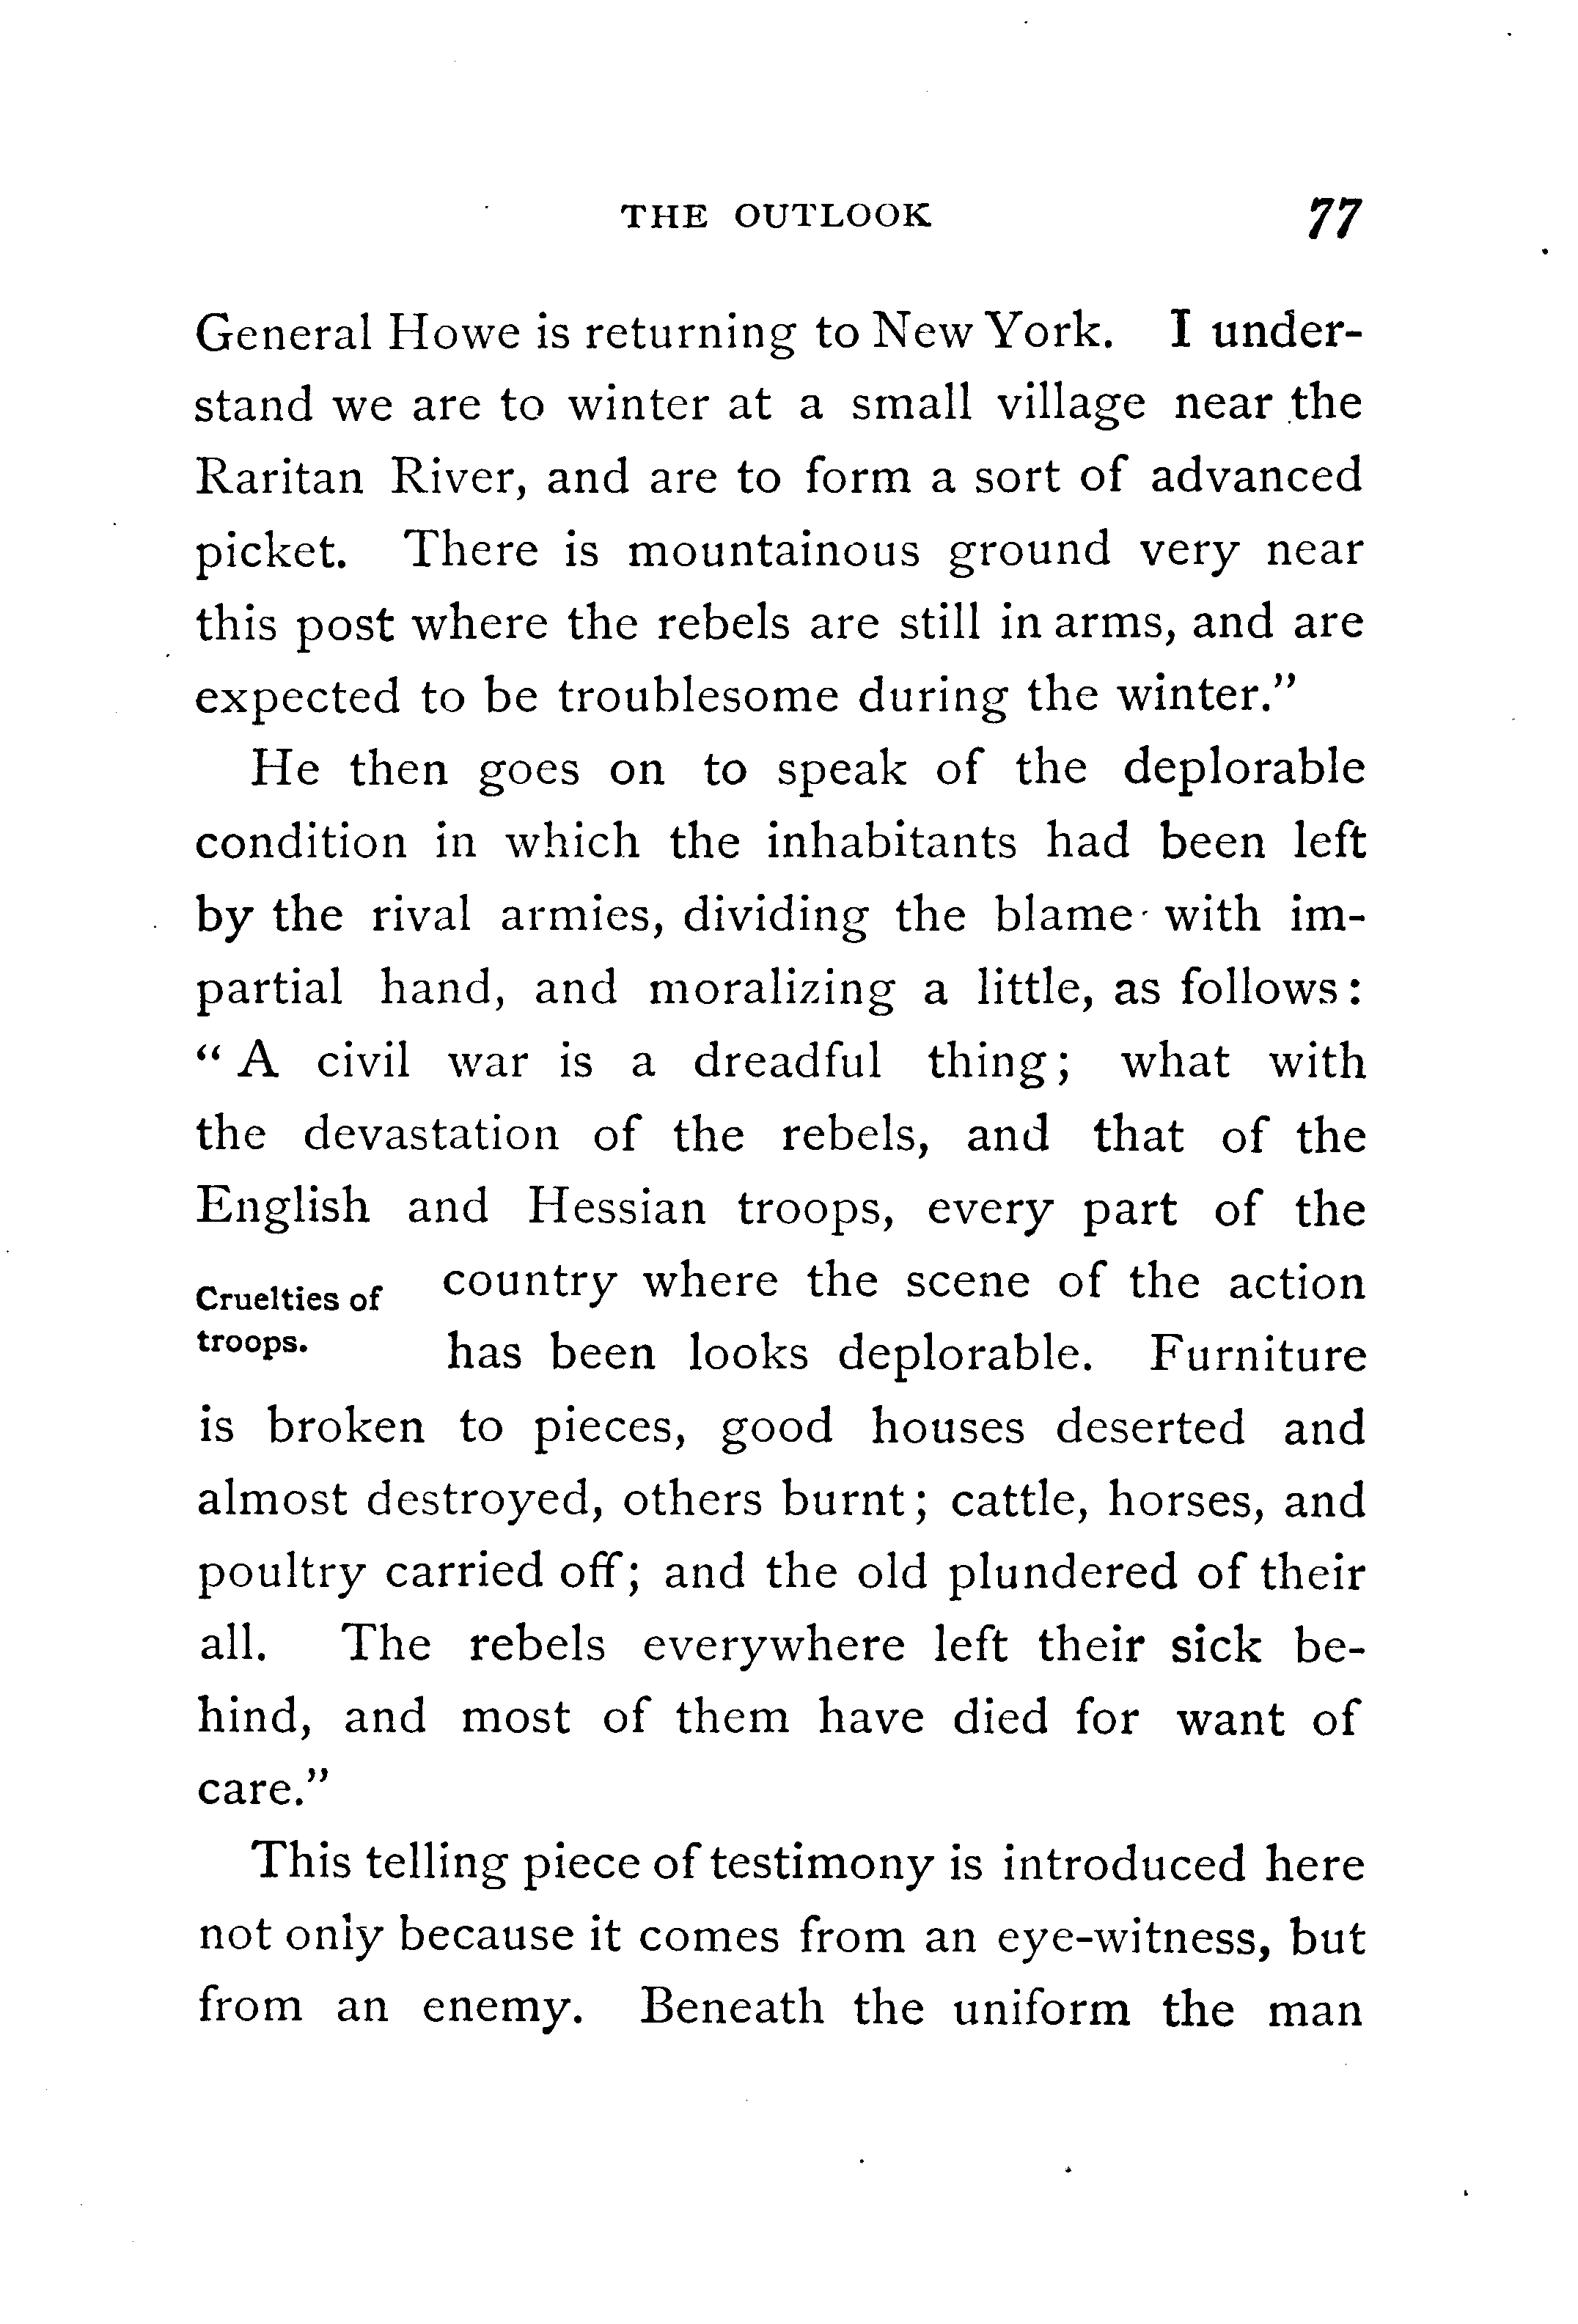 THE OUTLOOK 77
General Howe is returning to New York. I under-
stand we are to winter at a small village near the
Raritan River, and are to form a sort of advanced
picket. There is mountainous ground very near
this post where the rebels are still in arms, and are
expected to be troublesome during the winter.”
He then goes on to speak of the deplorable
condition in which the inhabitants had been left
by the rival armies, dividing the blame with im-
partial hand, and moralizing a little, as follows:
“A civil war is a dreadful thing; what with
the devastation of the rebels, and that of the
English and Hessian troops, every part of the
Cruelties of
troops.
country where the scene of the action
has been looks deplorable. Furniture
is broken to pieces, good houses deserted and
almost destroyed, others burnt; cattle, horses, and
poultry carried off; and the old plundered of their
all. The rebels everywhere left their sick be-
hind, and most of them have died for want of
care.”
This telling piece of testimony is introduced here
not only because it comes from an eye-witness, but
from an enemy. Beneath the uniform the man